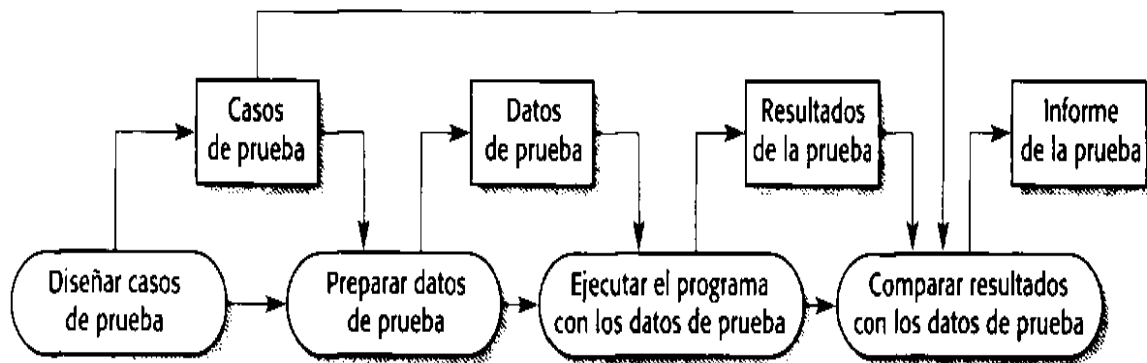 Casos
de prueba
Datos
de prueba
Resultados
de la prueba
Informe
de la prueba
Diseñar casos
de prueba
Preparar datos
de prueba
Ejecutar el programa
con los datos de prueba
Comparar resultados
con los datos de prueba